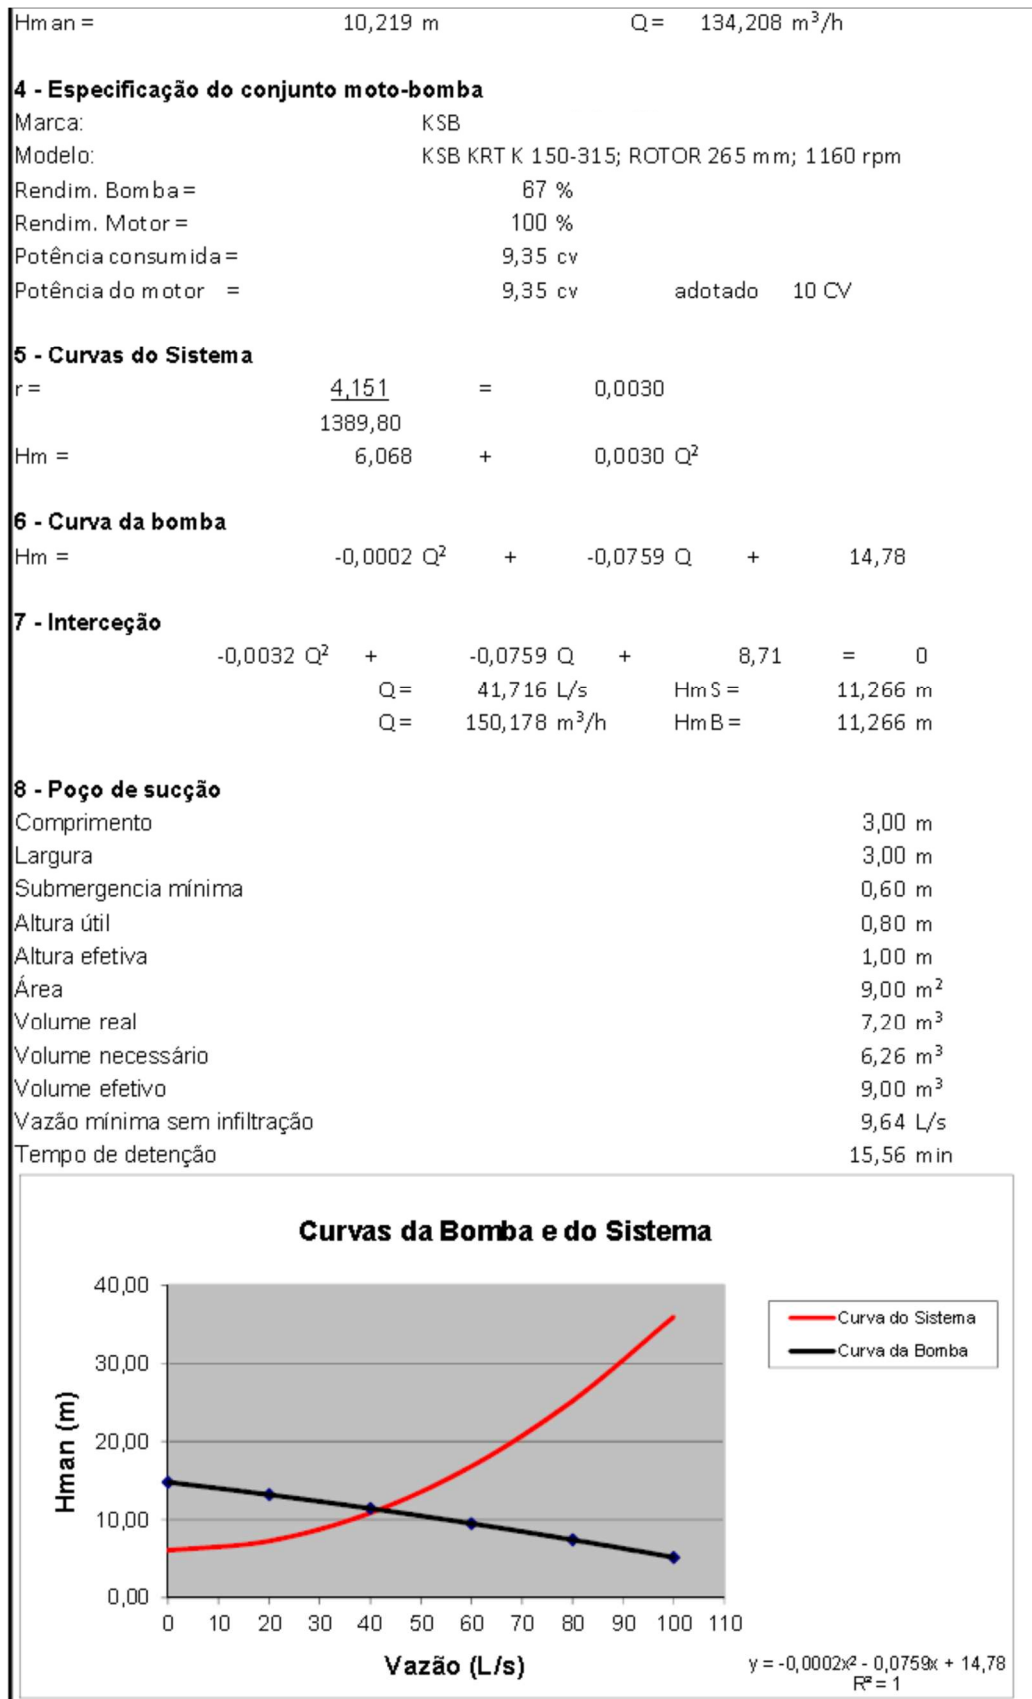 Hman = 10,219 m Q = 134,208 m³/h
4 - Especificação do conjunto moto-bomba
Marca: KSB
Modelo: KSB KRT K 150-315; ROTOR 265 mm; 1160 rpm
Rendim. Bomba = 67 %
Rendim. Motor = 100 %
Potência consumida = 9,35 cv
Potência do motor = 9,35 cv adotado 10 CV
5 - Curvas do Sistema
r = 4,151 = 0,0030
1389,80
Hm = 6,068 + 0,0030 Q²
6 - Curva da bomba
Hm = -0,0002 Q² + -0,0759 Q + 14,78
7 - Interceção
-0,0032 Q² + -0,0759 Q + 8,71 = 0
Q = 41,716 L/s HmS = 11,266 m
Q = 150,178 m³/h HmB = 11,266 m
8 - Poço de sucção
Comprimento 3,00 m
Largura 3,00 m
Submergencia mínima 0,60 m
Altura útil 0,80 m
Altura efetiva 1,00 m
Área 9,00 m²
Volume real 7,20 m³
Volume necessário 6,26 m³
Volume efetivo 9,00 m³
Vazão mínima sem infiltração 9,64 L/s
Tempo de detenção 15,56 min
Curvas da Bomba e do Sistema
40,00
30,00
20,00
10,00
0,00
Hman (m)
0 10 20 30 40 50 60 70 80 90 100 110
Vazão (L/s)
Curva do Sistema
Curva da Bomba
y = -0,0002x² - 0,0759x + 14,78
R² = 1